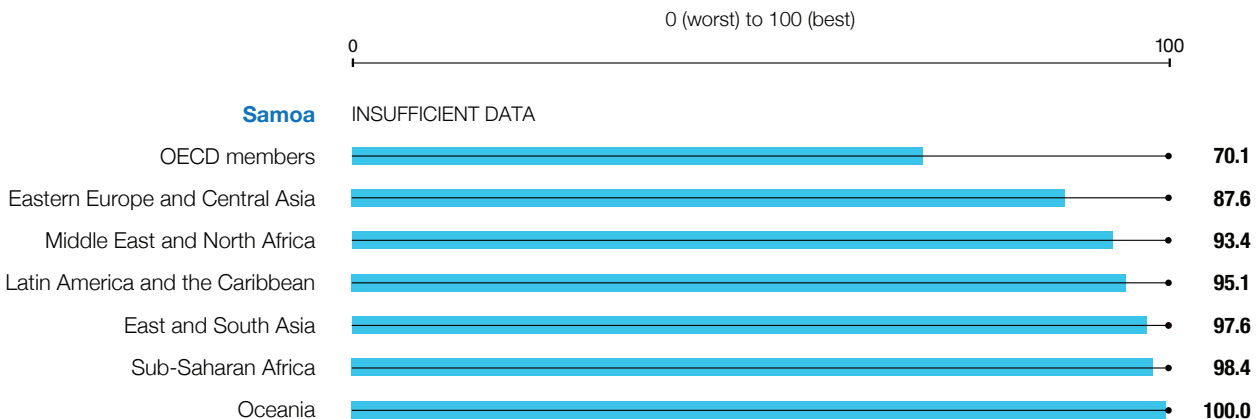 0 (worst) to 100 (best)
0 100
Samoa INSUFFICIENT DATA
OECD members 70.1
Eastern Europe and Central Asia 87.6
Middle East and North Africa 93.4
Latin America and the Caribbean 95.1
East and South Asia 97.6
Sub-Saharan Africa 98.4
Oceania 100.0